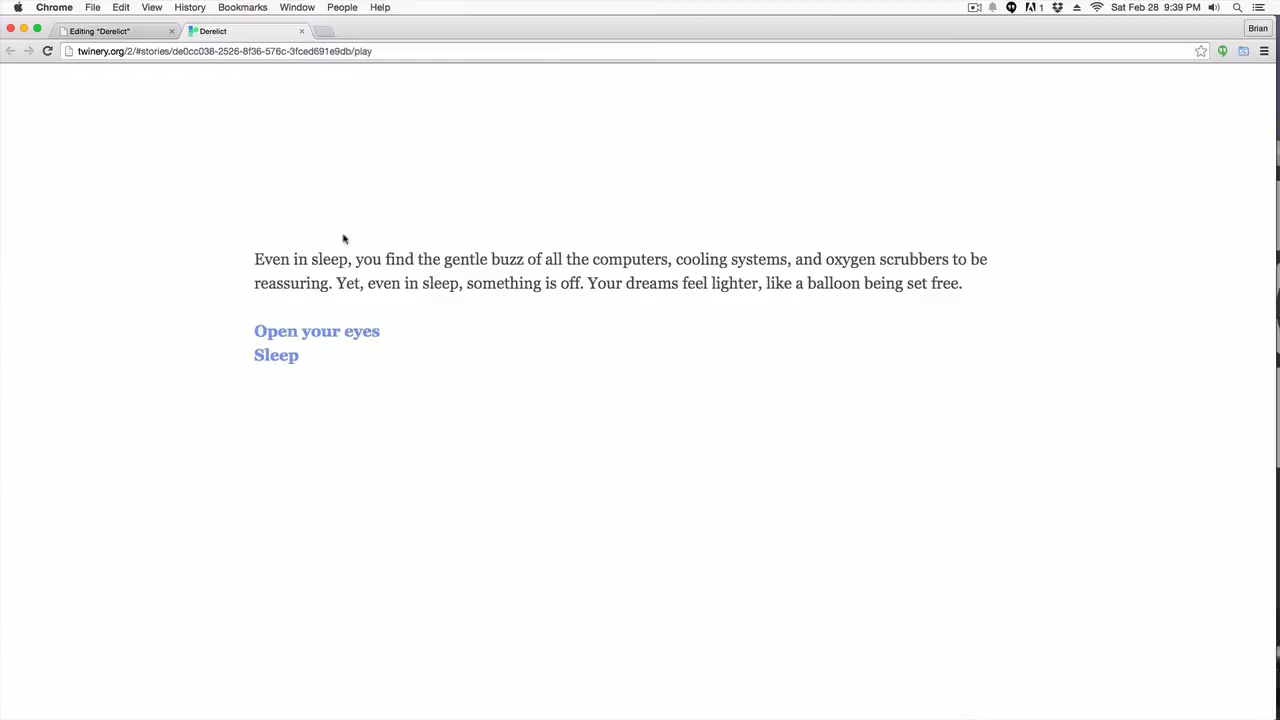 Chrome File Edit View History Bookmarks Window People Help 1 Sat Feb 28 9:39 PM
Editing "Derelict" Derelict Brian
twinery.org/2/#stories/de0cc038-2526-8f36-576c-3fced691e9db/play
Even in sleep, you find the gentle buzz of all the computers, cooling systems, and oxygen scrubbers to be
reassuring. Yet, even in sleep, something is off. Your dreams feel lighter, like a balloon being set free.
Open your eyes
Sleep